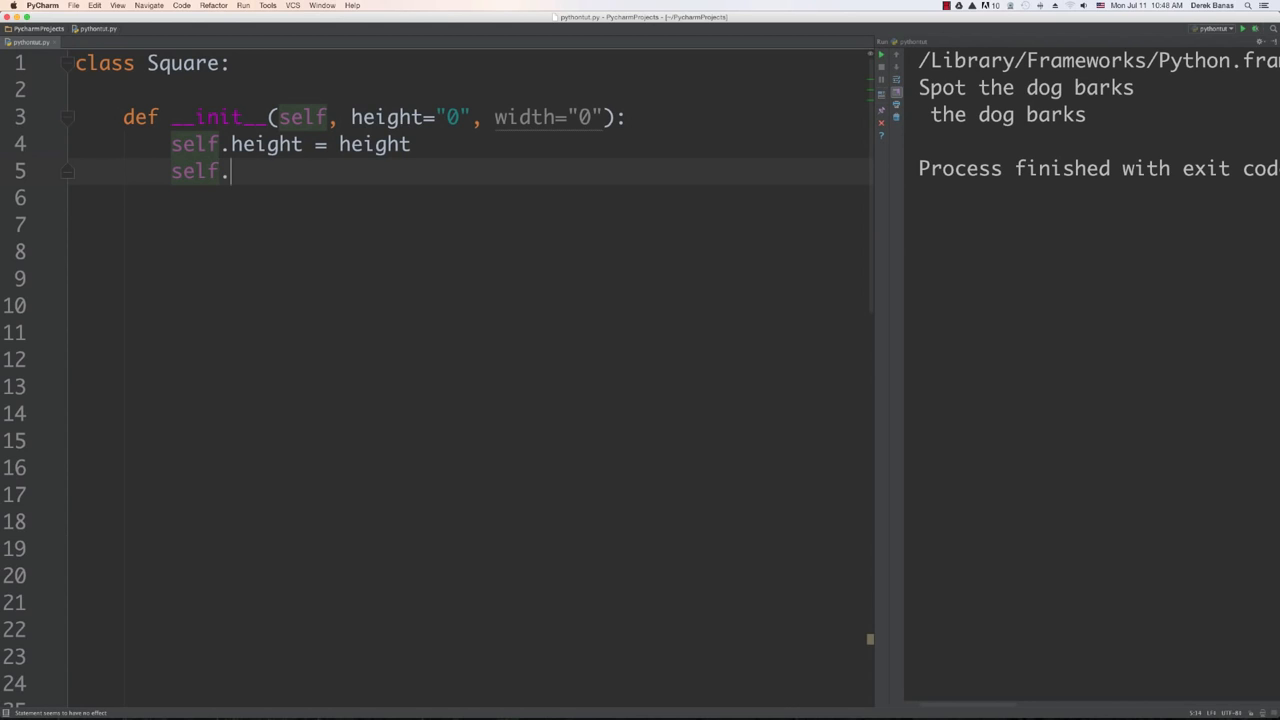 PyCharm File Edit View Navigate Code Refactor Run Tools VCS Window Help
10 Mon Jul 11 10:48 AM Derek Banas
pythontut.py - PycharmProjects - [~/PycharmProjects]
PycharmProjects pythontut.py
pythontut
pythontut.py
Run pythontut
1 class Square:
2
3 def __init__(self, height="0", width="0"):
4 self.height = height
5 self.
6
7
8
9
10
11
12
13
14
15
16
17
18
19
20
21
22
23
24
25
/Library/Frameworks/Python.fra
Spot the dog barks
the dog barks
Process finished with exit cod
Statement seems to have no effect
5:14 LF UTF-8